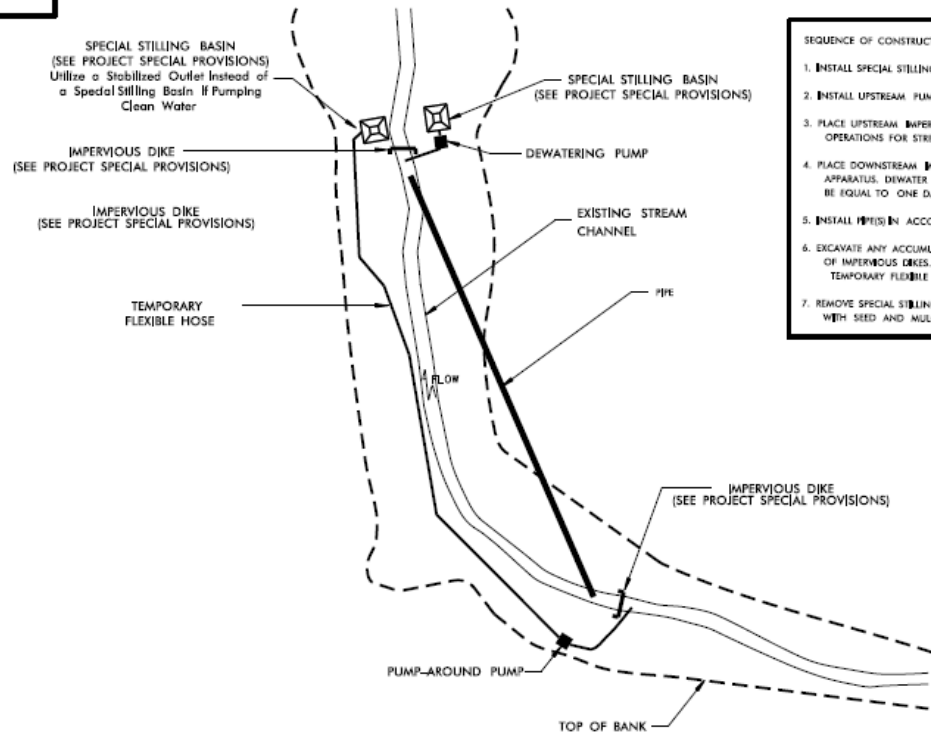 SPECIAL STILLING BASIN
(SEE PROJECT SPECIAL PROVISIONS)
Utilize a Stabilized Outlet Instead of
a Special Stilling Basin If Pumping
Clean Water
SPECIAL STILLING BASIN
(SEE PROJECT SPECIAL PROVISIONS)
IMPERVIOUS DIKE
(SEE PROJECT SPECIAL PROVISIONS)
DEWATERING PUMP
IMPERVIOUS DIKE
(SEE PROJECT SPECIAL PROVISIONS)
EXISTING STREAM
CHANNEL
TEMPORARY
FLEXIBLE HOSE
PIPE
FLOW
IMPERVIOUS DIKE
(SEE PROJECT SPECIAL PROVISIONS)
PUMP-AROUND PUMP
TOP OF BANK
SEQUENCE OF CONSTRUCT
1. INSTALL SPECIAL STILLING
2. INSTALL UPSTREAM PUM
3. PLACE UPSTREAM IMPER
OPERATIONS FOR STRE
4. PLACE DOWNSTREAM
APPARATUS. DEWATER
BE EQUAL TO ONE DA
5. INSTALL PIPE(S) IN ACCO
6. EXCAVATE ANY ACCUMU
OF IMPERVIOUS DIKES.
TEMPORARY FLEXIBLE
7. REMOVE SPECIAL STILLING
WITH SEED AND MUL